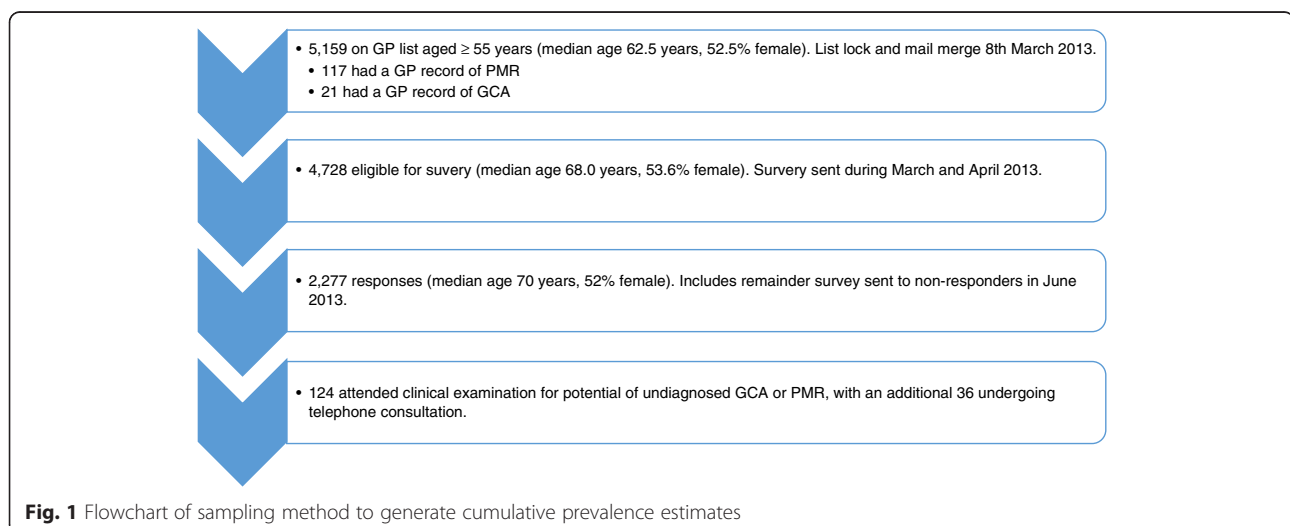 • 5,159 on GP list aged ≥ 55 years (median age 62.5 years, 52.5% female). List lock and mail merge 8th March 2013.
• 117 had a GP record of PMR
• 21 had a GP record of GCA
• 4,728 eligible for suvery (median age 68.0 years, 53.6% female). Survery sent during March and April 2013.
• 2,277 responses (median age 70 years, 52% female). Includes remainder survey sent to non-responders in June
2013.
• 124 attended clinical examination for potential of undiagnosed GCA or PMR, with an additional 36 undergoing
telephone consultation.
Fig. 1 Flowchart of sampling method to generate cumulative prevalence estimates